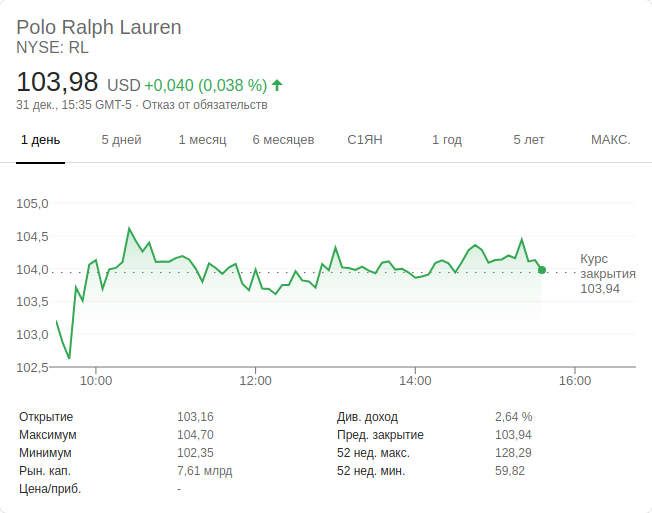 Polo Ralph Lauren
NYSE: RL
103,98 USD +0,040 (0,038 %)
31 дек., 15:35 GMT-5 · Отказ от обязательств
1 день 5 дней 1 месяц 6 месяцев С1ЯН 1 год 5 лет МАКС.
105,0
104,5
104,0
103,5
103,0
102,5
Курс
закрытия
103,94
10:00 12:00 14:00 16:00
Открытие 103,16 Див. доход 2,64 %
Максимум 104,70 Пред. закрытие 103,94
Минимум 102,35 52 нед. макс. 128,29
Рын. кап. 7,61 млрд 52 нед. мин. 59,82
Цена/приб. -